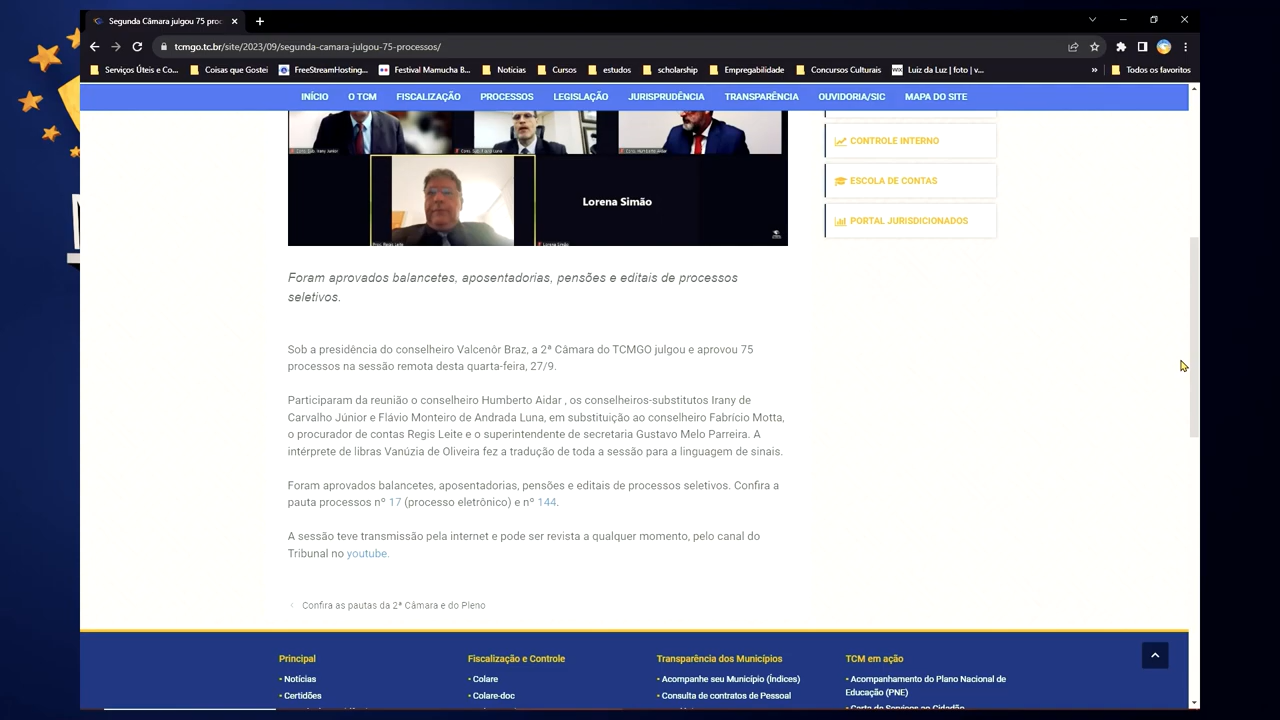 Segunda Câmara julgou 75 proc
tcmgo.tc.br/site/2023/09/segunda-camara-julgou-75-processos/
Serviços Úteis e Co...
Coisas que Gostei
FreeStreamHosting...
Festival Mamucha B...
Noticias
Cursos
estudos
scholarship
Empregabilidade
Concursos Culturais
Luiz da Luz | foto | v...
»
Todos os favoritos
INÍCIO
O TCM
FISCALIZAÇÃO
PROCESSOS
LEGISLAÇÃO
JURISPRUDÊNCIA
TRANSPARÊNCIA
OUVIDORIA/SIC
MAPA DO SITE
CONTROLE INTERNO
ESCOLA DE CONTAS
PORTAL JURISDICIONADOS
Lorena Simão
Lorena Simão
Foram aprovados balancetes, aposentadorias, pensões e editais de processos
seletivos.
Sob a presidência do conselheiro Valcenôr Braz, a 2ª Câmara do TCMGO julgou e aprovou 75
processos na sessão remota desta quarta-feira, 27/9.
Participaram da reunião o conselheiro Humberto Aidar , os conselheiros-substitutos Irany de
Carvalho Júnior e Flávio Monteiro de Andrada Luna, em substituição ao conselheiro Fabrício Motta,
o procurador de contas Regis Leite e o superintendente de secretaria Gustavo Melo Parreira. A
intérprete de libras Vanúzia de Oliveira fez a tradução de toda a sessão para a linguagem de sinais.
Foram aprovados balancetes, aposentadorias, pensões e editais de processos seletivos. Confira a
pauta processos nº 17 (processo eletrônico) e nº 144.
A sessão teve transmissão pela internet e pode ser revista a qualquer momento, pelo canal do
Tribunal no youtube.
Confira as pautas da 2ª Câmara e do Pleno
Principal
Notícias
Certidões
Fiscalização e Controle
Colare
Colare-doc
Transparência dos Municípios
Acompanhe seu Município (Índices)
Consulta de contratos de Pessoal
TCM em ação
Acompanhamento do Plano Nacional de
Educação (PNE)
Carta de Serviços ao Cidadão